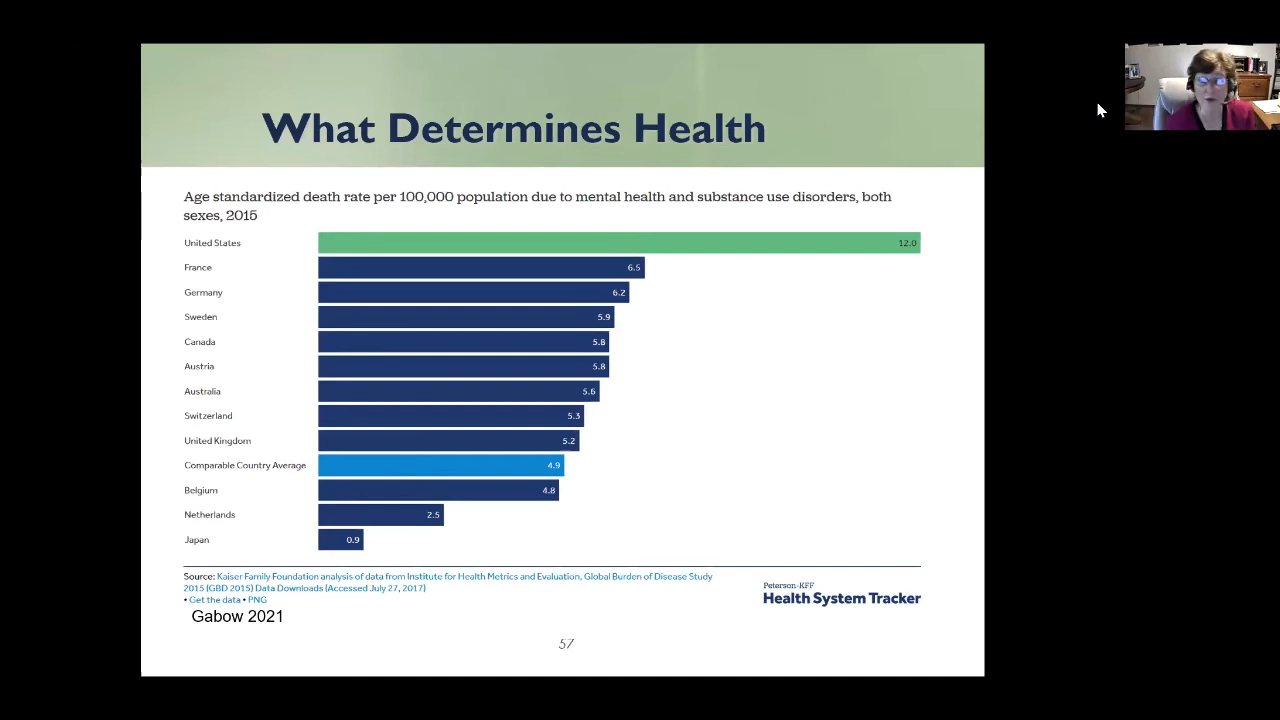 What Determines Health
Age standardized death rate per 100,000 population due to mental health and substance use disorders, both
sexes, 2015
United States 12.0
France 6.5
Germany 6.2
Sweden 5.9
Canada 5.8
Austria 5.8
Australia 5.6
Switzerland 5.3
United Kingdom 5.2
Comparable Country Average 4.9
Belgium 4.8
Netherlands 2.5
Japan 0.9
Source: Kaiser Family Foundation analysis of data from Institute for Health Metrics and Evaluation, Global Burden of Disease Study
2015 (GBD 2015) Data Downloads (Accessed July 27, 2017)
• Get the data • PNG
Peterson-KFF
Health System Tracker
Gabow 2021
57